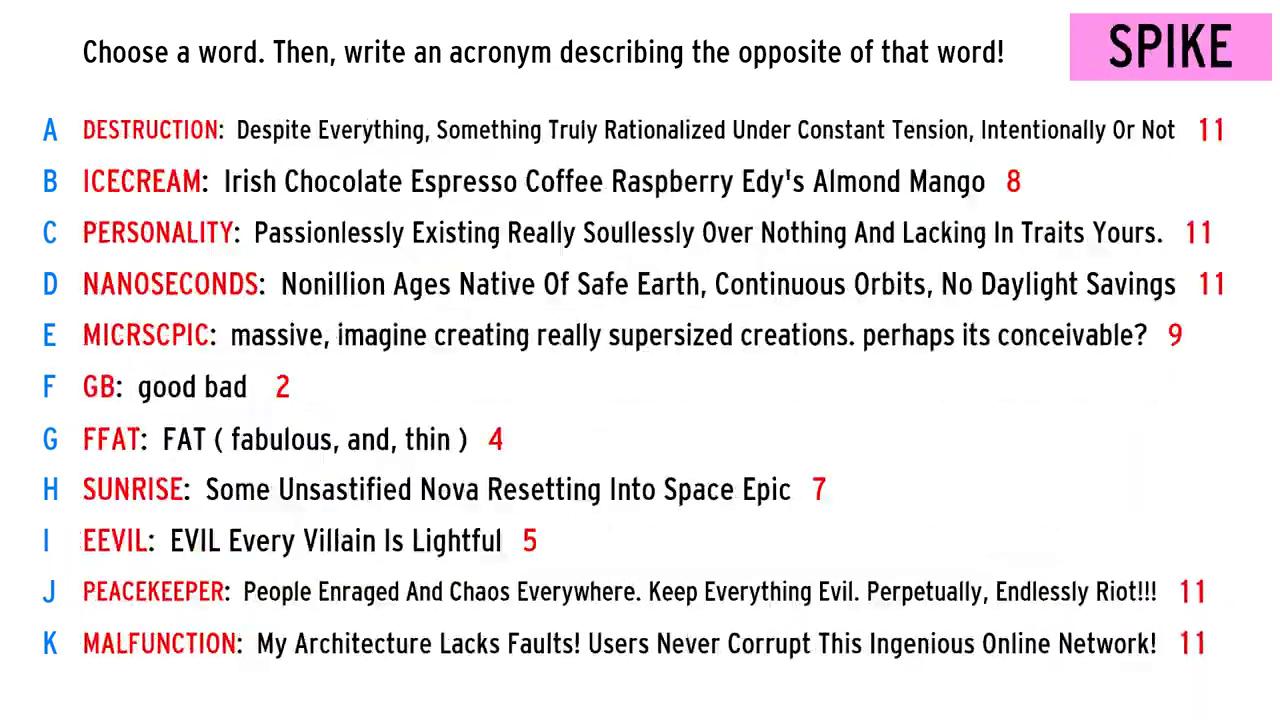 Choose a word. Then, write an acronym describing the opposite of that word!
SPIKE
A DESTRUCTION: Despite Everything, Something Truly Rationalized Under Constant Tension, Intentionally Or Not 11
B ICECREAM: Irish Chocolate Espresso Coffee Raspberry Edy's Almond Mango 8
C PERSONALITY: Passionlessly Existing Really Soullessly Over Nothing And Lacking In Traits Yours. 11
D NANOSECONDS: Nonillion Ages Native Of Safe Earth, Continuous Orbits, No Daylight Savings 11
E MICRSCPIC: massive, imagine creating really supersized creations. perhaps its conceivable? 9
F GB: good bad 2
G FFAT: FAT ( fabulous, and, thin ) 4
H SUNRISE: Some Unsastified Nova Resetting Into Space Epic 7
I EEVIL: EVIL Every Villain Is Lightful 5
J PEACEKEEPER: People Enraged And Chaos Everywhere. Keep Everything Evil. Perpetually, Endlessly Riot!!! 11
K MALFUNCTION: My Architecture Lacks Faults! Users Never Corrupt This Ingenious Online Network! 11